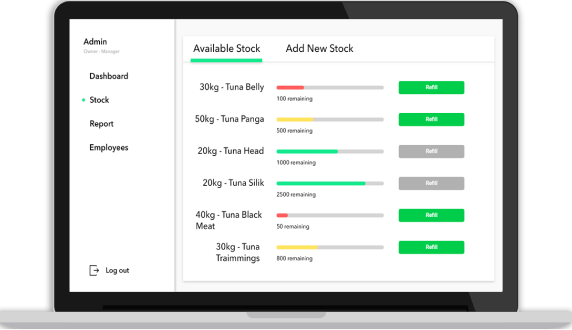 Admin
Owner - Manager
Dashboard
Stock
Report
Employees
Log out
Available Stock
Add New Stock
30kg - Tuna Belly
100 remaining
Refill
50kg - Tuna Panga
500 remaining
Refill
20kg - Tuna Head
1000 remaining
Refill
20kg - Tuna Silik
2500 remaining
Refill
40kg - Tuna Black
Meat
50 remaining
Refill
30kg - Tuna
Traimmings
800 remaining
Refill